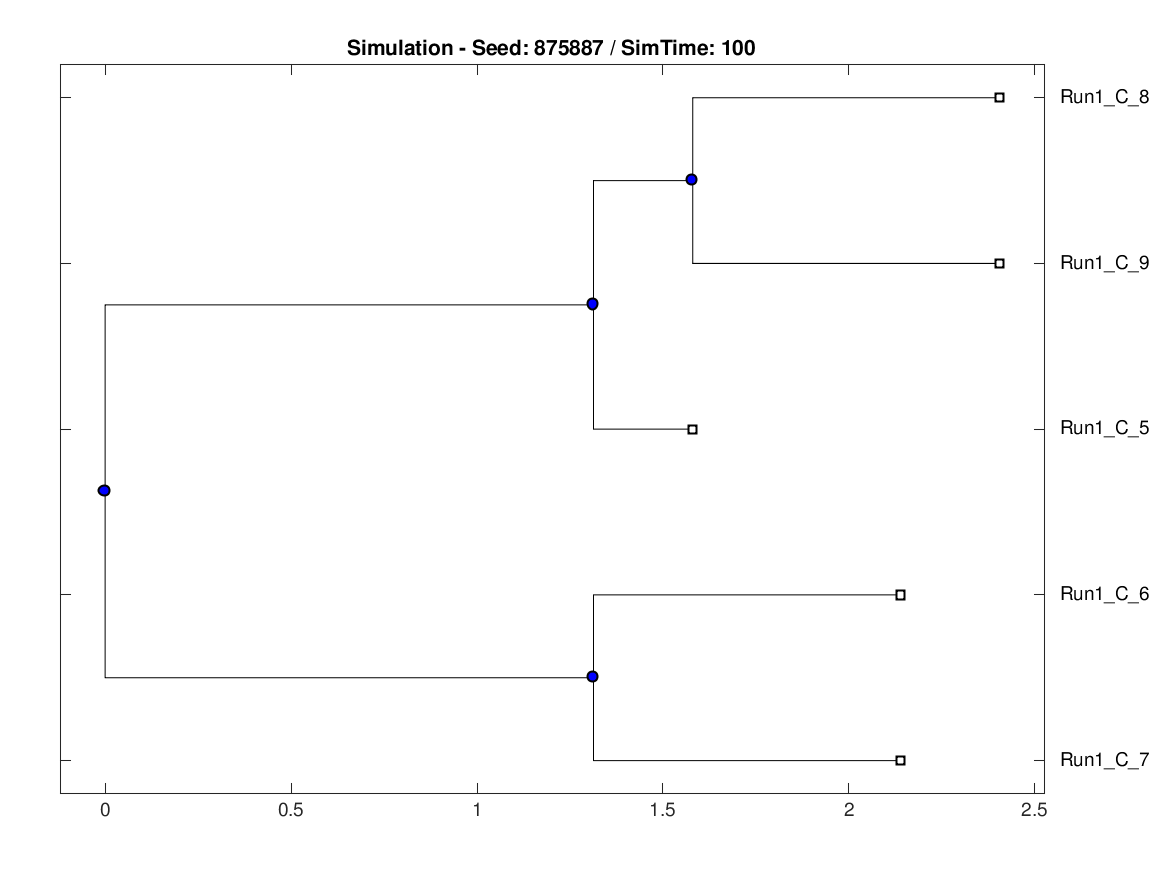 Simulation - Seed: 875887 / SimTime: 100
Run1_C_8
Run1_C_9
Run1_C_5
Run1_C_6
Run1_C_7
0 0.5 1 1.5 2 2.5